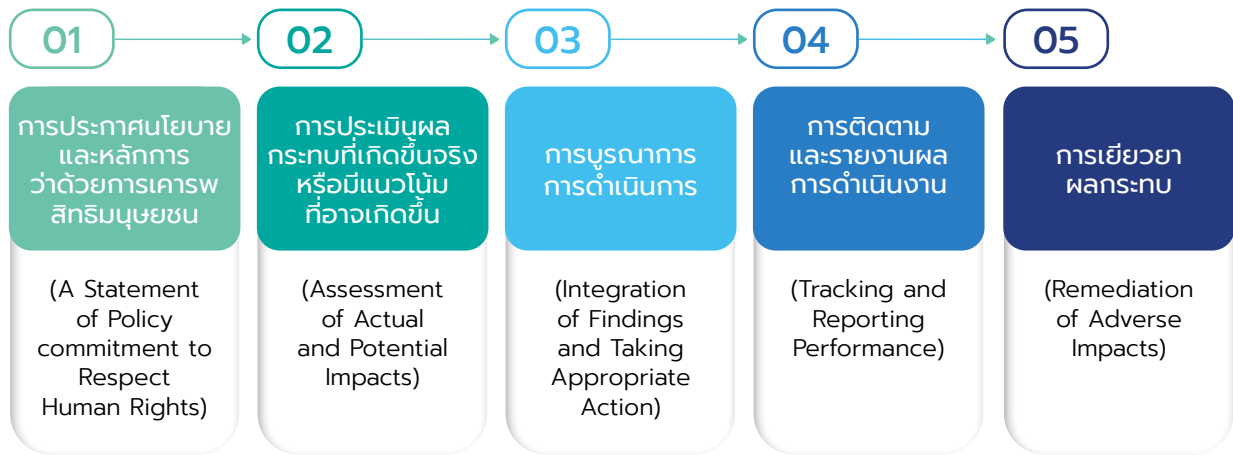 01
การประกาศนโยบาย
และหลักการ
ว่าด้วยการเคารพ
สิทธิมนุษยชน
(A Statement
of Policy
commitment to
Respect
Human Rights)
02
การประเมินผล
กระทบที่เกิดขึ้นจริง
หรือมีแนวโน้ม
ที่อาจเกิดขึ้น
(Assessment
of Actual
and Potential
Impacts)
03
การบูรณาการ
การดำเนินการ
(Integration
of Findings
and Taking
Appropriate
Action)
04
การติดตาม
และรายงานผล
การดำเนินงาน
(Tracking and
Reporting
Performance)
05
การเยียวยา
ผลกระทบ
(Remediation
of Adverse
Impacts)